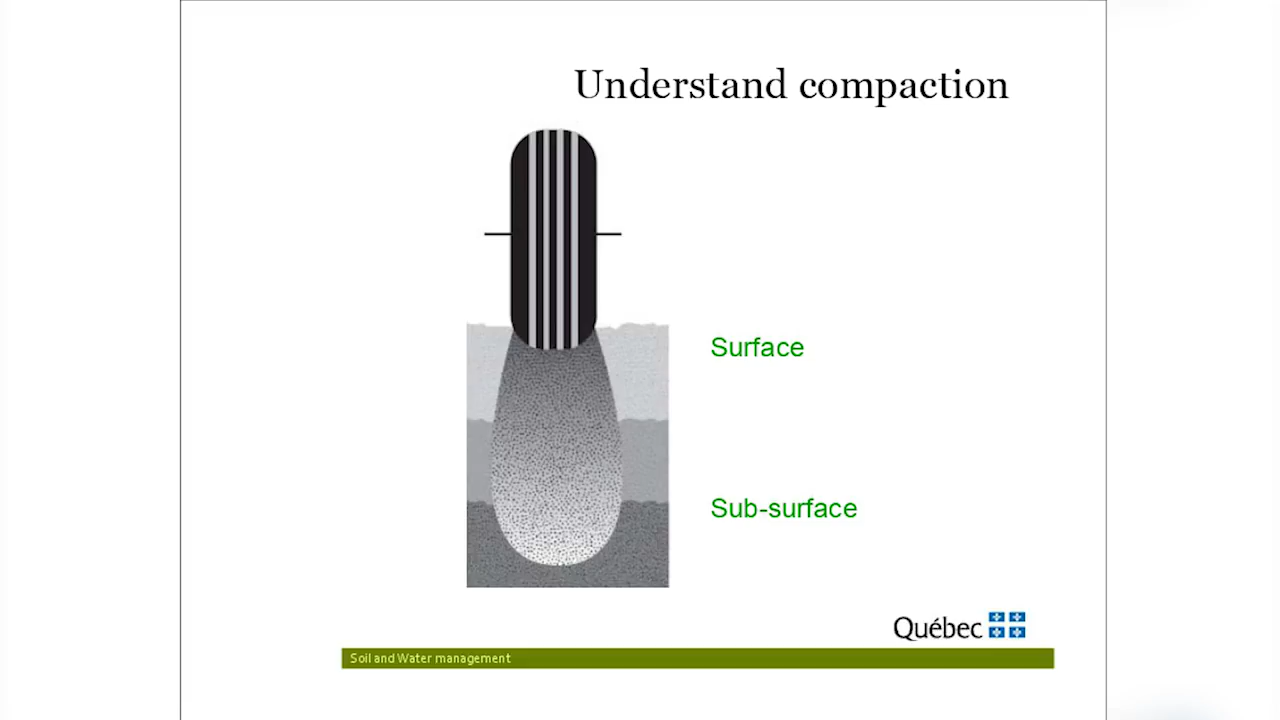 Understand compaction
Surface
Sub-surface
Québec
Soil and Water management